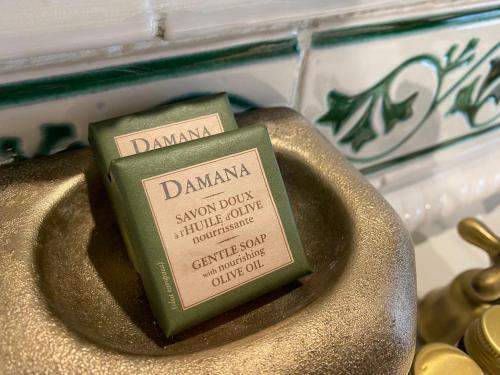 DAMANA
DAMANA
SAVON DOUX
à l'HUILE d'OLIVE
nourrissante
GENTLE SOAP
with nourishing
OLIVE OIL